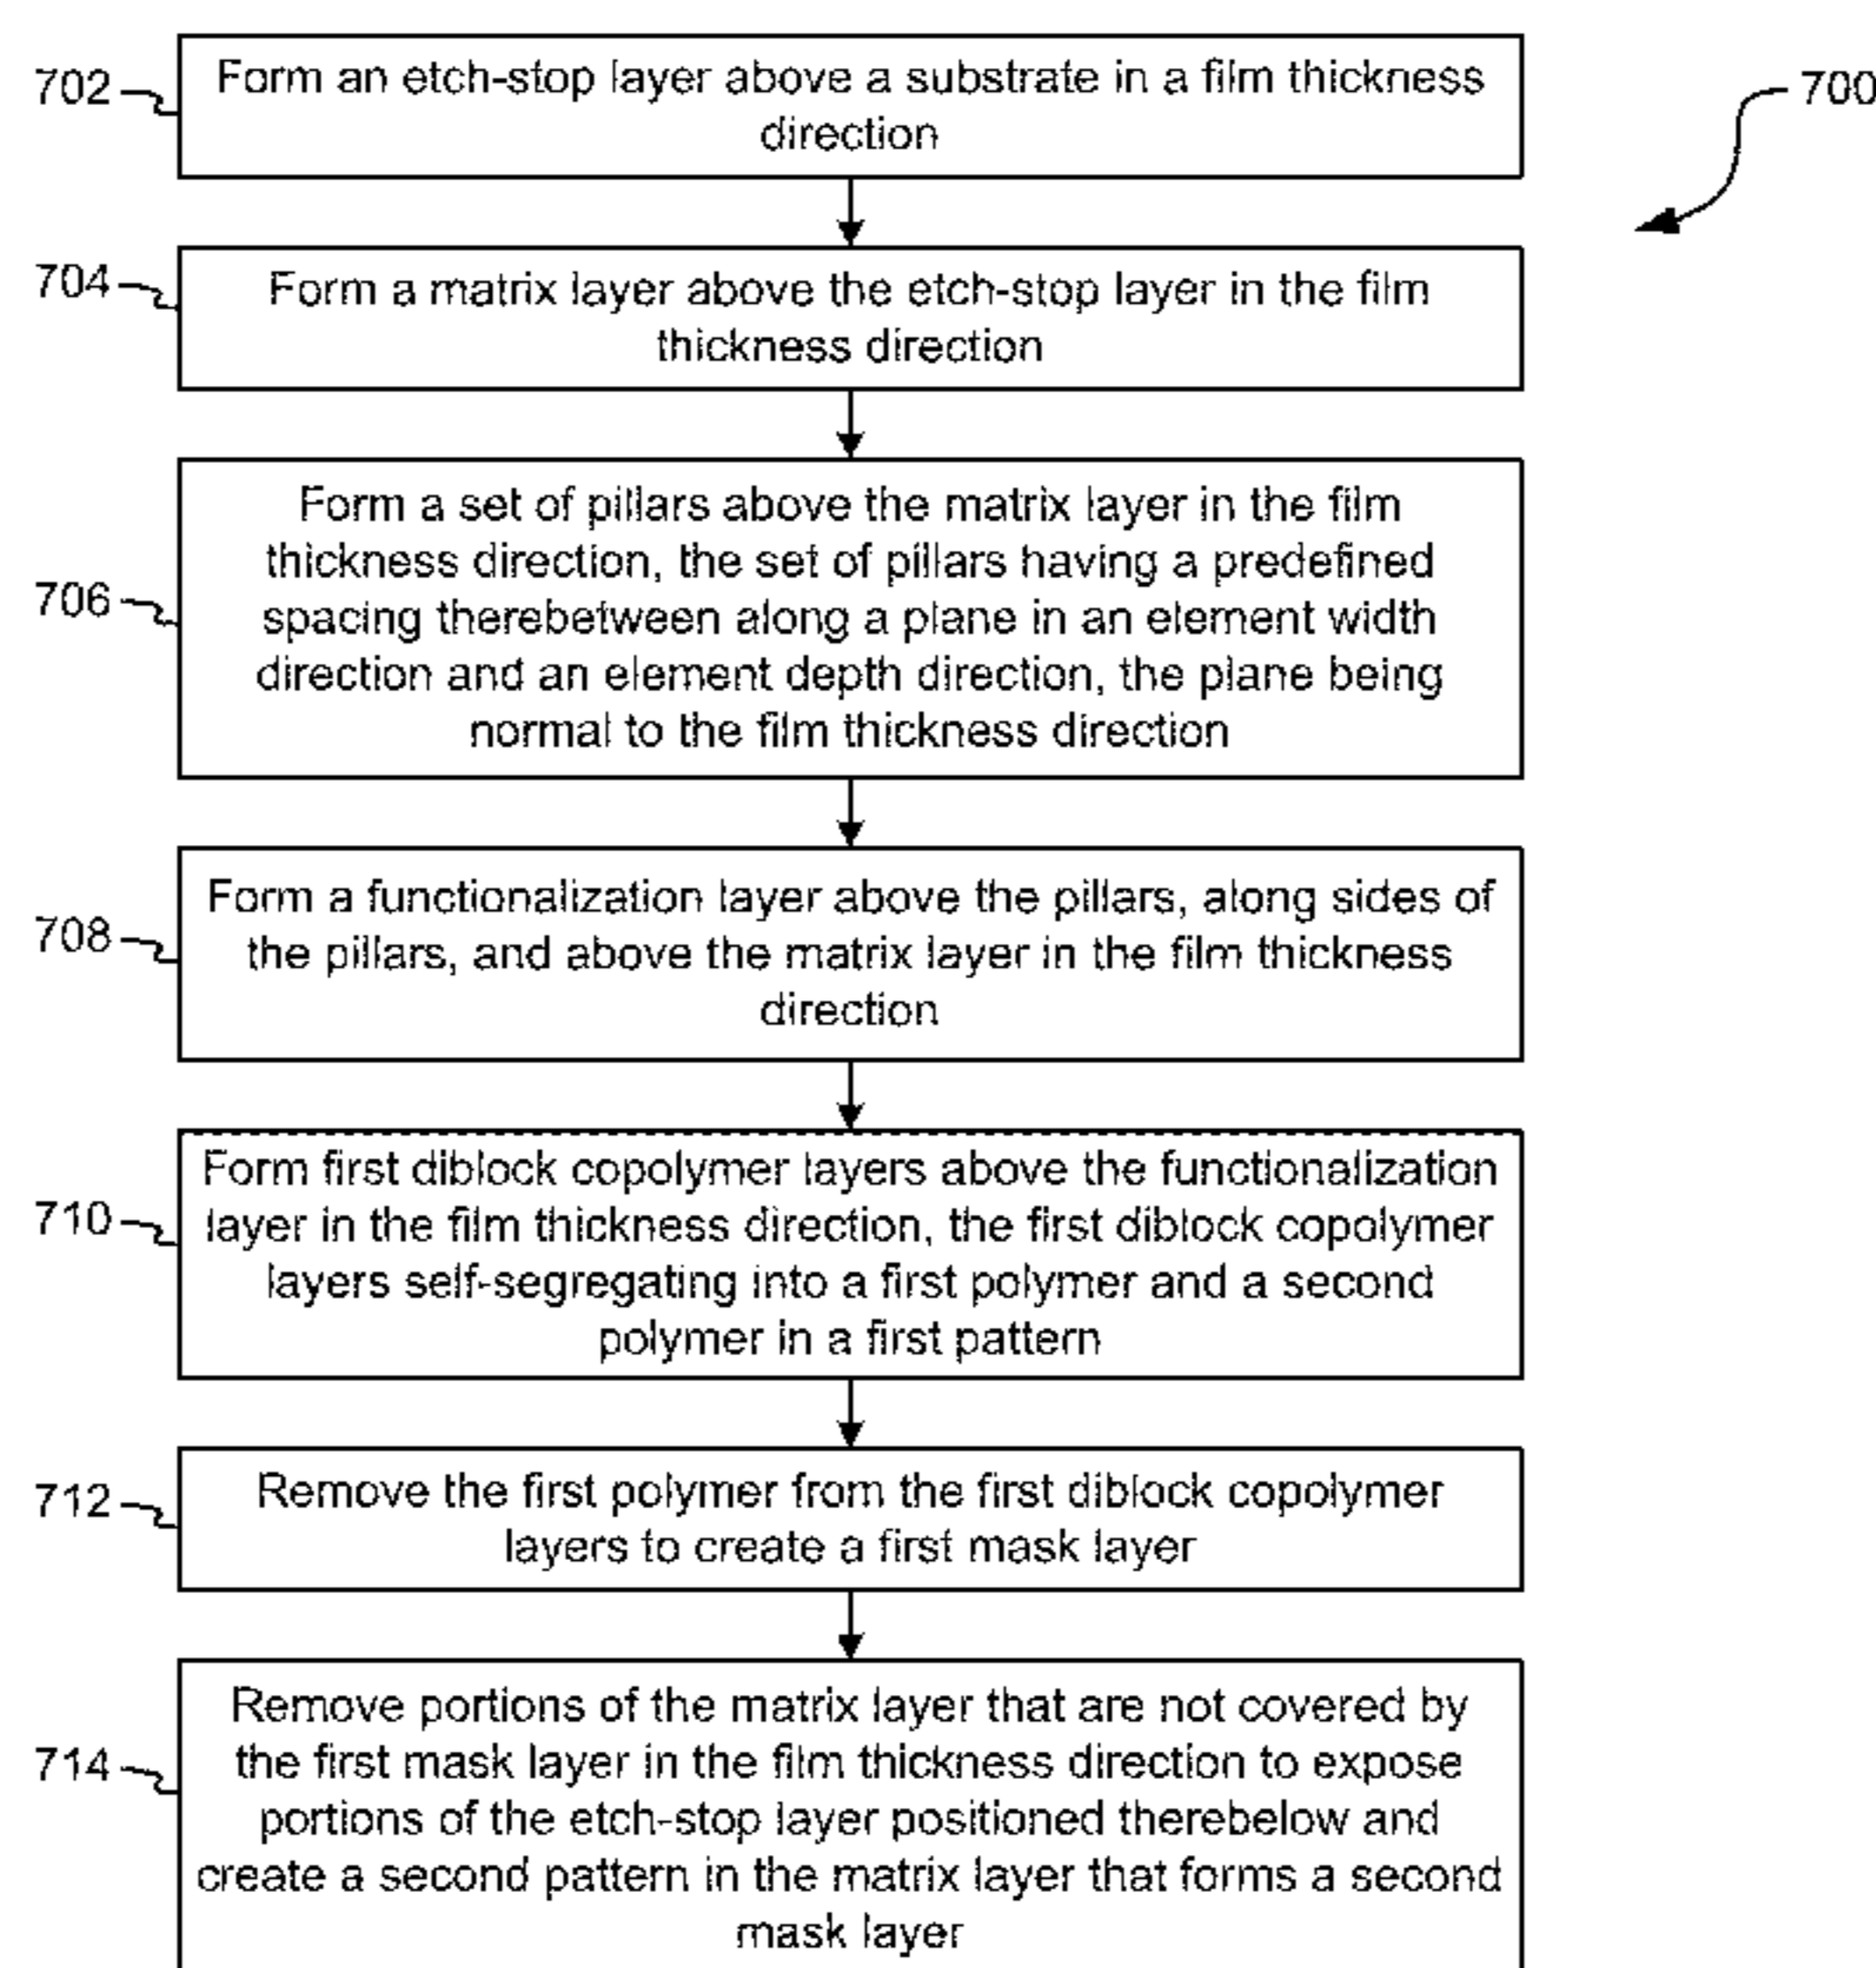 702
Form an etch-stop layer above a substrate in a film thickness
direction
700
704
Form a matrix layer above the etch-stop layer in the film
thickness direction
706
Form a set of pillars above the matrix layer in the film
thickness direction, the set of pillars having a predefined
spacing therebetween along a plane in an element width
direction and an element depth direction, the plane being
normal to the film thickness direction
708
Form a functionalization layer above the pillars, along sides of
the pillars, and above the matrix layer in the film thickness
direction
710
Form first diblock copolymer layers above the functionalization
layer in the film thickness direction, the first diblock copolymer
layers self-segregating into a first polymer and a second
polymer in a first pattern
712
Remove the first polymer from the first diblock copolymer
layers to create a first mask layer
714
Remove portions of the matrix layer that are not covered by
the first mask layer in the film thickness direction to expose
portions of the etch-stop layer positioned therebelow and
create a second pattern in the matrix layer that forms a second
mask layer